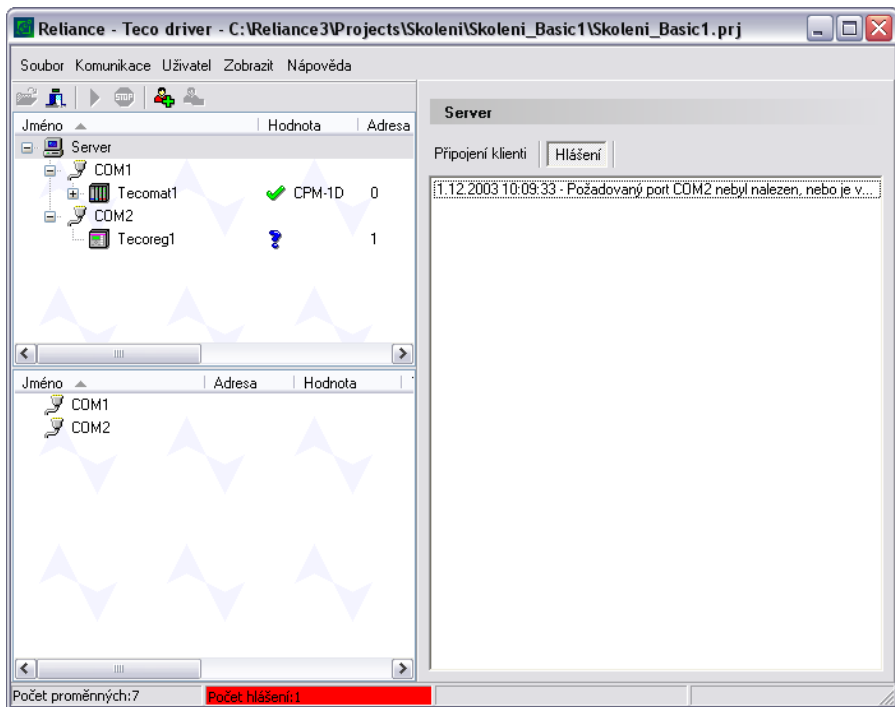 Reliance - Teco driver - C:\Reliance3\Projects\Skoleni\Skoleni_Basic1\Skoleni_Basic1.prj
Soubor Komunikace Uživatel Zobrazit Nápověda
STOP
Jméno Hodnota Adresa
Server
COM1
Tecomat1 CPM-1D 0
COM2
Tecoreg1 ? 1
Jméno Adresa Hodnota
COM1
COM2
Server
Připojení klienti Hlášení
1.12.2003 10:09:33 - Požadovaný port COM2 nebyl nalezen, nebo je v...
Počet proměnných:7 Počet hlášení:1